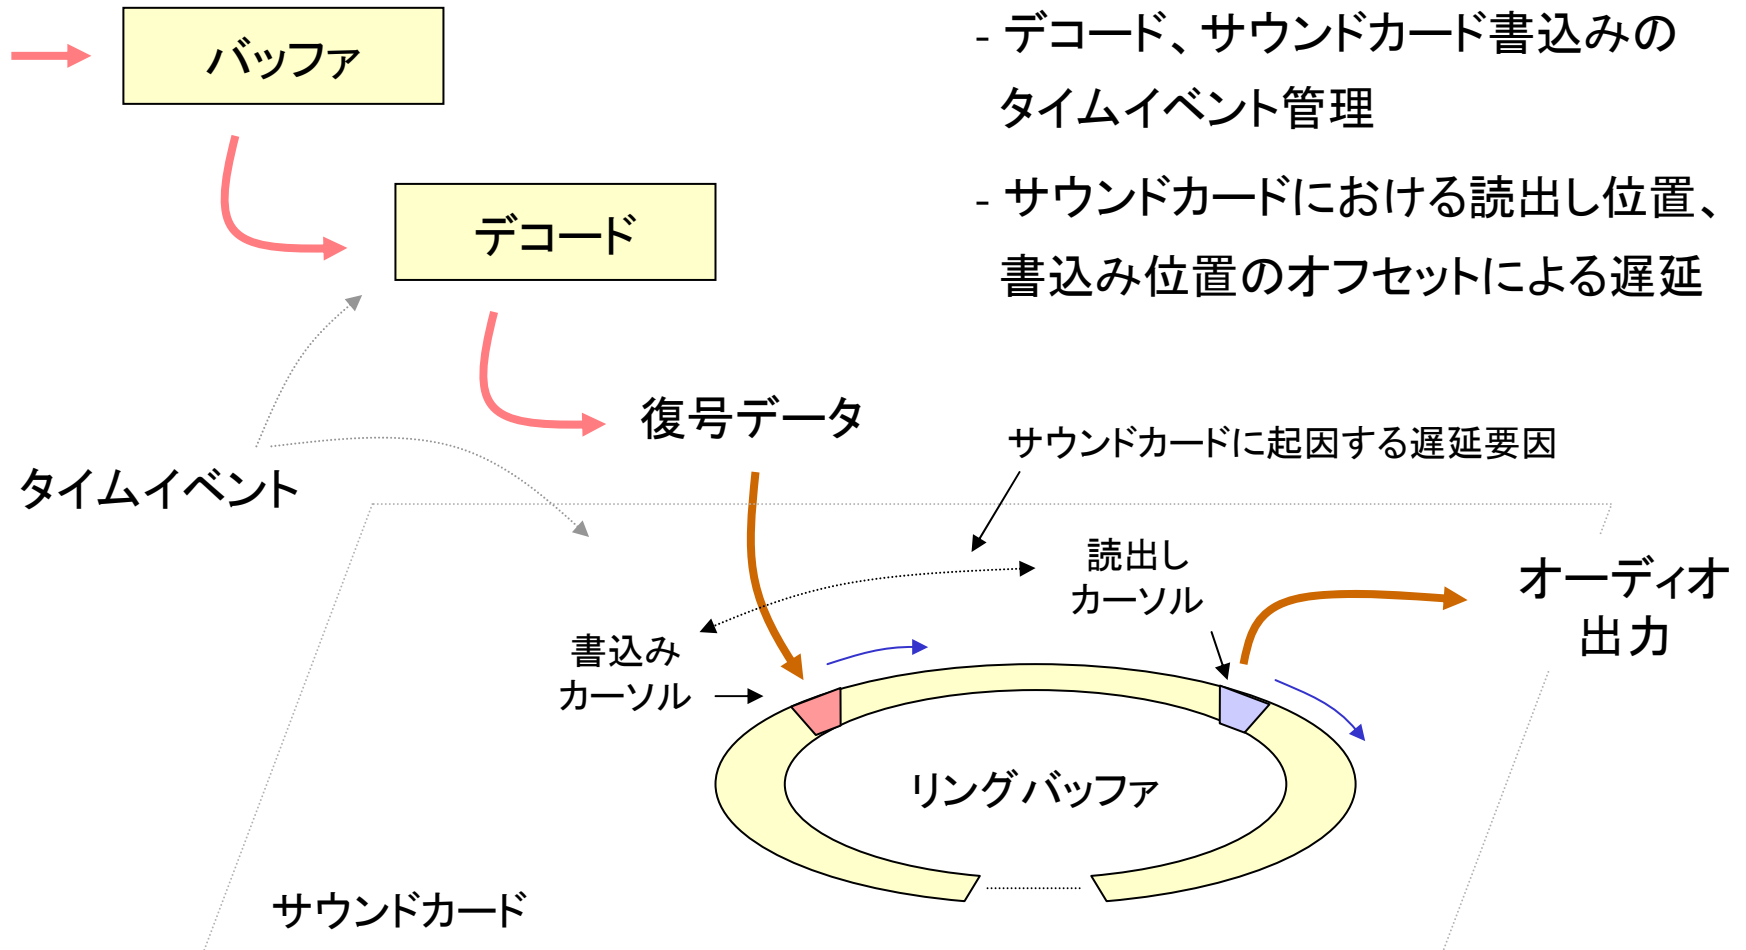 バッファ
- デコード、サウンドカード書込みの
タイムイベント管理
デコード
- サウンドカードにおける読出し位置、
書込み位置のオフセットによる遅延
復号データ
サウンドカードに起因する遅延要因
タイムイベント
読出し
カーソル
オーディオ
出力
書込み
カーソル
リングバッファ
サウンドカード